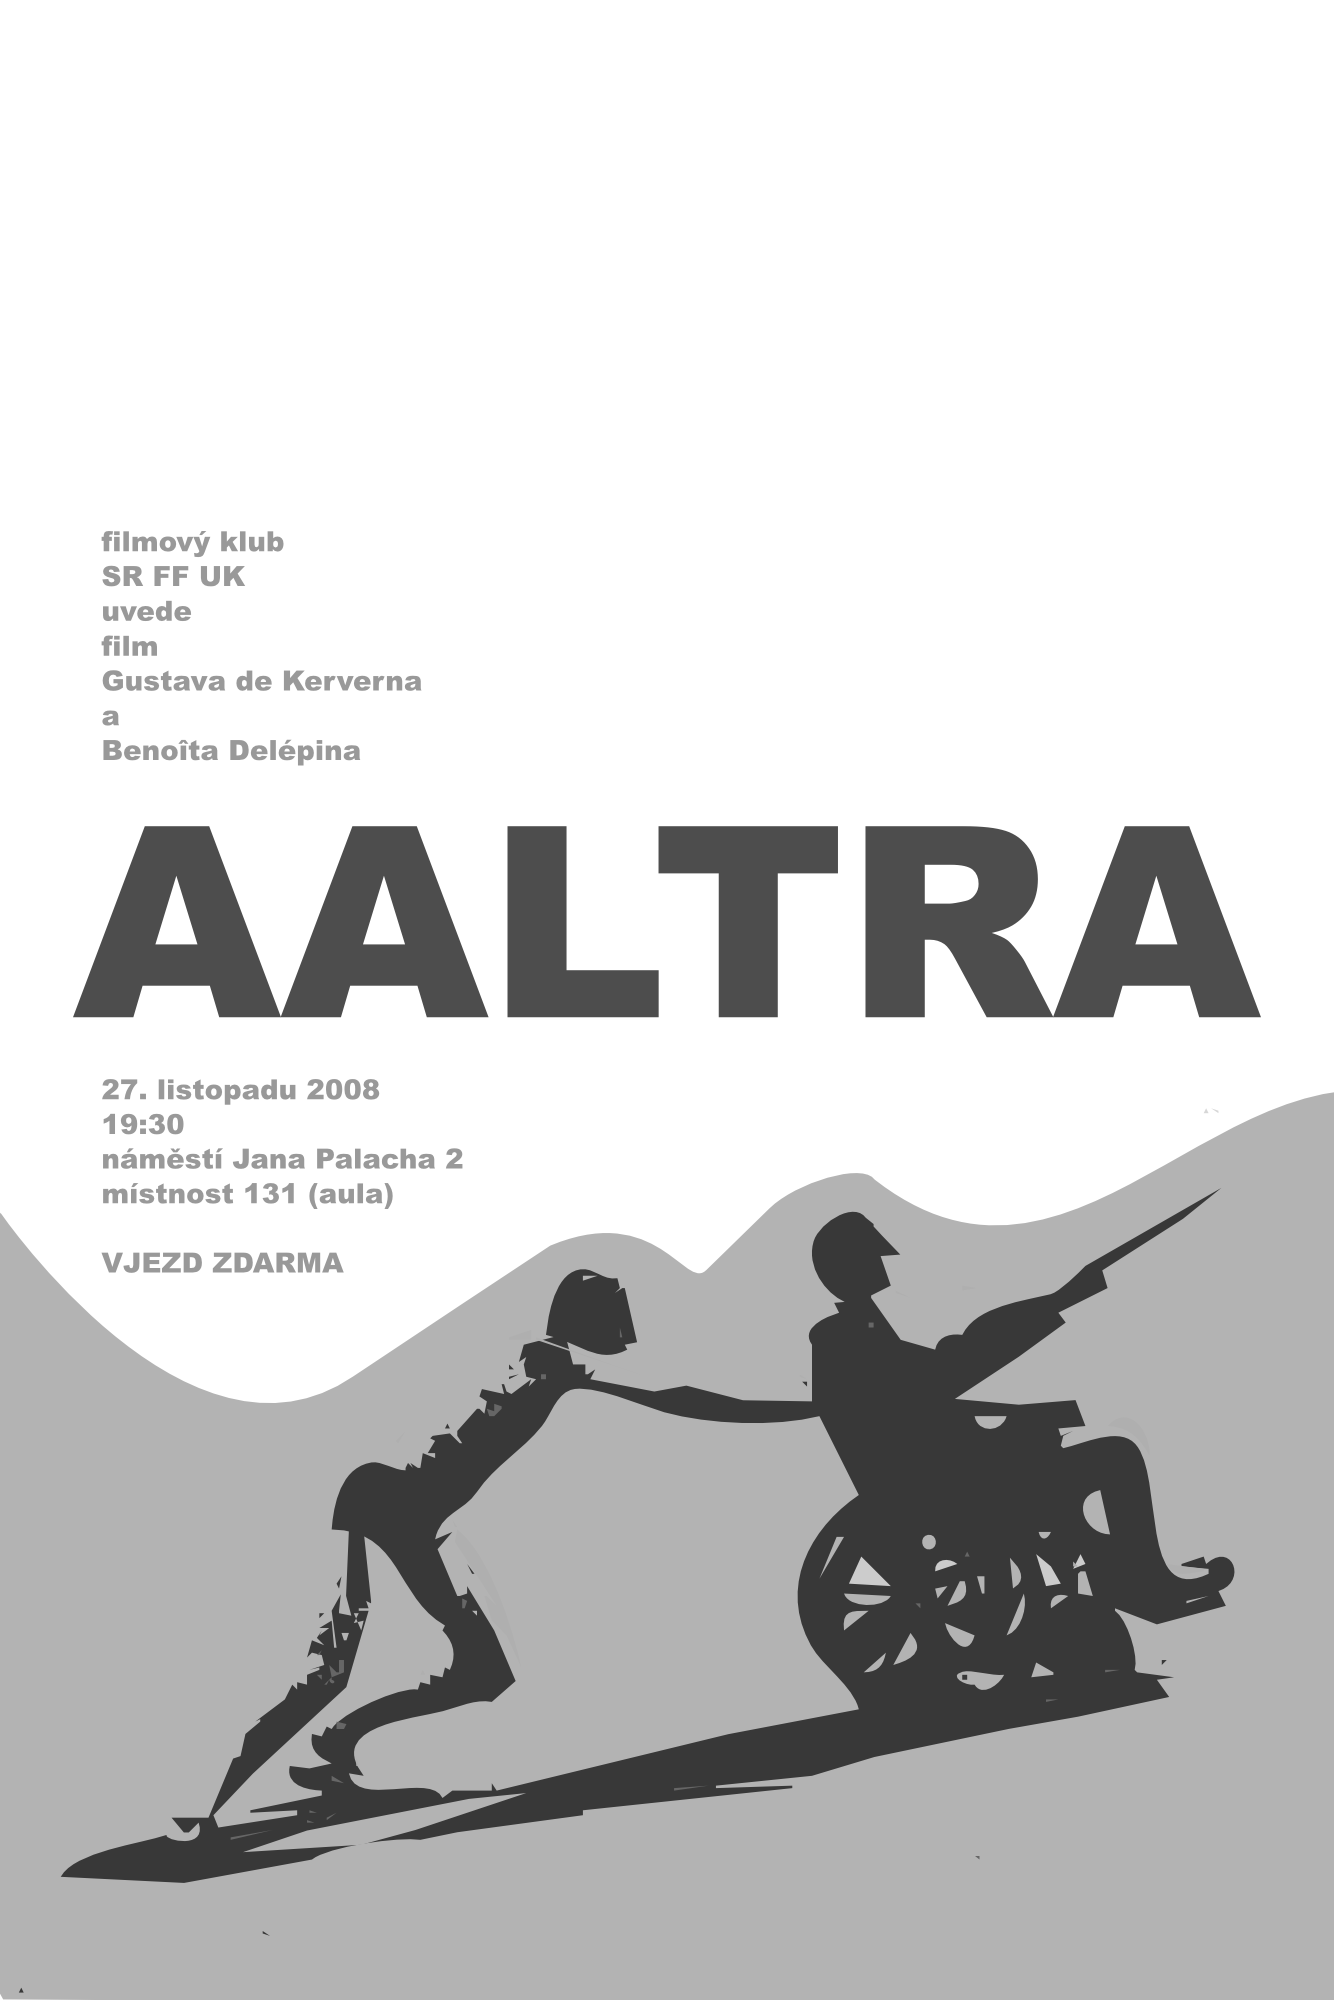 filmový klub
SR FF UK
uvede
film
Gustava de Kerverna
a
Benoîta Delépina
AALTRA
27. listopadu 2008
19:30
náměstí Jana Palacha 2
místnost 131 (aula)
VJEZD ZDARMA